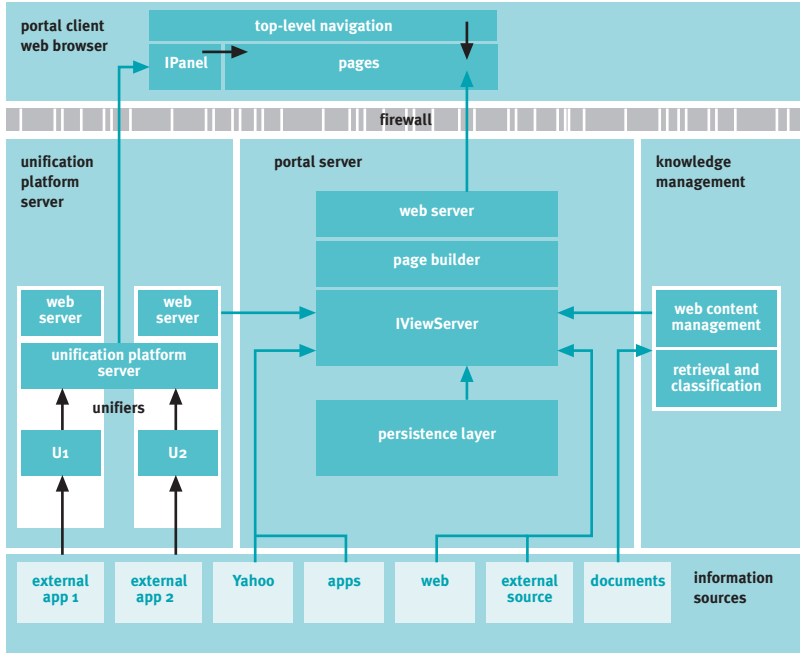 portal client
web browser
top-level navigation
IPanel
pages
firewall
unification
platform
server
portal server
knowledge
management
web server
page builder
IViewServer
persistence layer
web
server
web
server
unification platform
server
unifiers
U1
U2
web content
management
retrieval and
classification
external
app 1
external
app 2
Yahoo
apps
web
external
source
documents
information
sources